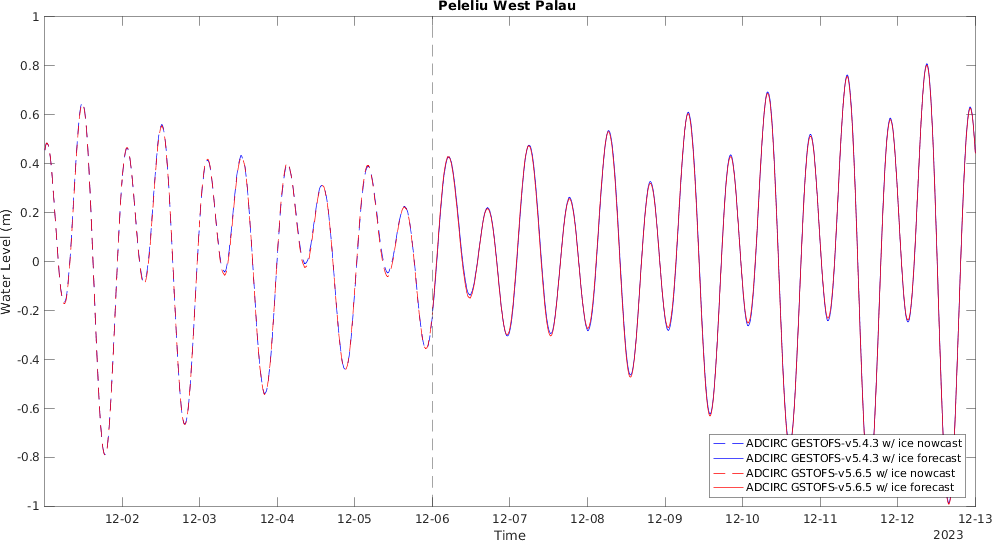 Peleliu West Palau
1
0.8
0.6
0.4
0.2
0
-0.2
-0.4
-0.6
-0.8
-1
Water Level (m)
ADCIRC GESTOFS-v5.4.3 w/ ice nowcast
ADCIRC GESTOFS-v5.4.3 w/ ice forecast
ADCIRC GSTOFS-v5.6.5 w/ ice nowcast
ADCIRC GSTOFS-v5.6.5 w/ ice forecast
12-02 12-03 12-04 12-05 12-06 12-07 12-08 12-09 12-10 12-11 12-12 12-13
Time
2023